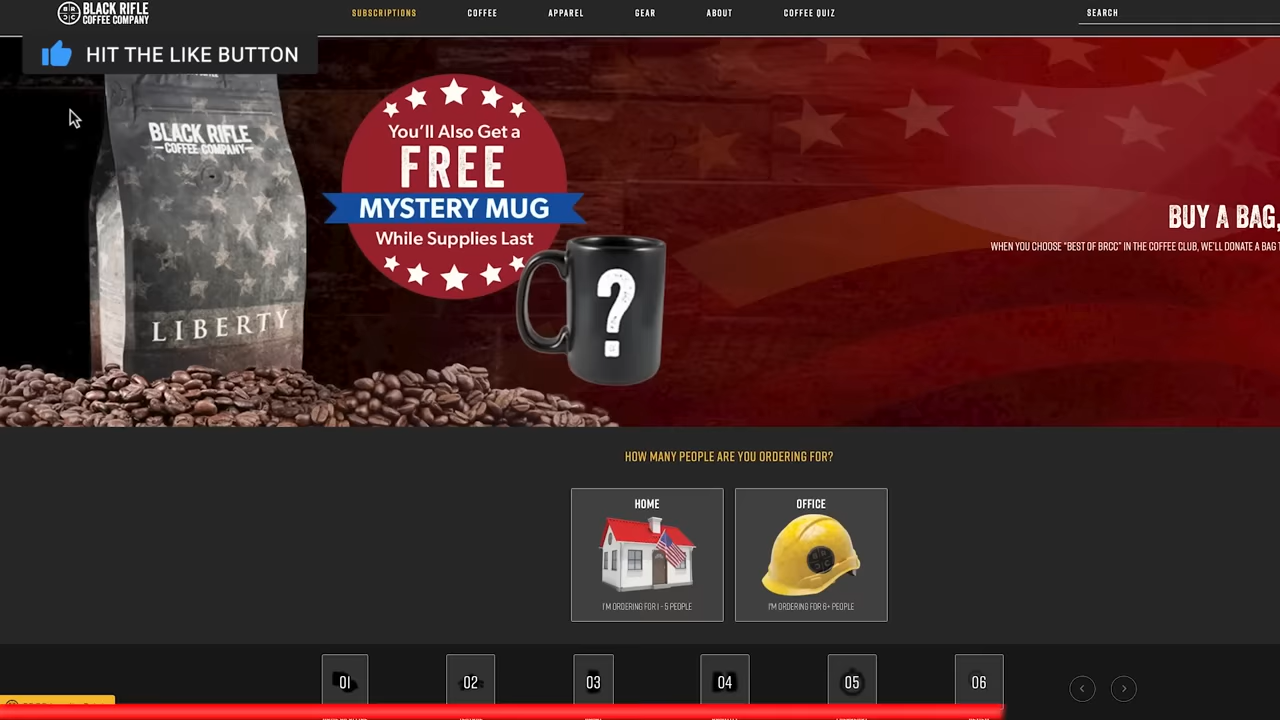 BLACK RIFLE
COFFEE COMPANY
SUBSCRIPTIONS
COFFEE
APPAREL
GEAR
ABOUT
COFFEE QUIZ
SEARCH
HIT THE LIKE BUTTON
BLACK RIFLE
COFFEE COMPANY
LIBERTY
You'll Also Get a
FREE
MYSTERY MUG
While Supplies Last
?
BUY A BAG,
WHEN YOU CHOOSE "BEST OF BRCC" IN THE COFFEE CLUB, WE'LL DONATE A BAG
HOW MANY PEOPLE ARE YOU ORDERING FOR?
HOME
I'M ORDERING FOR 1 - 5 PEOPLE
OFFICE
I'M ORDERING FOR 6+ PEOPLE
01
02
03
04
05
06